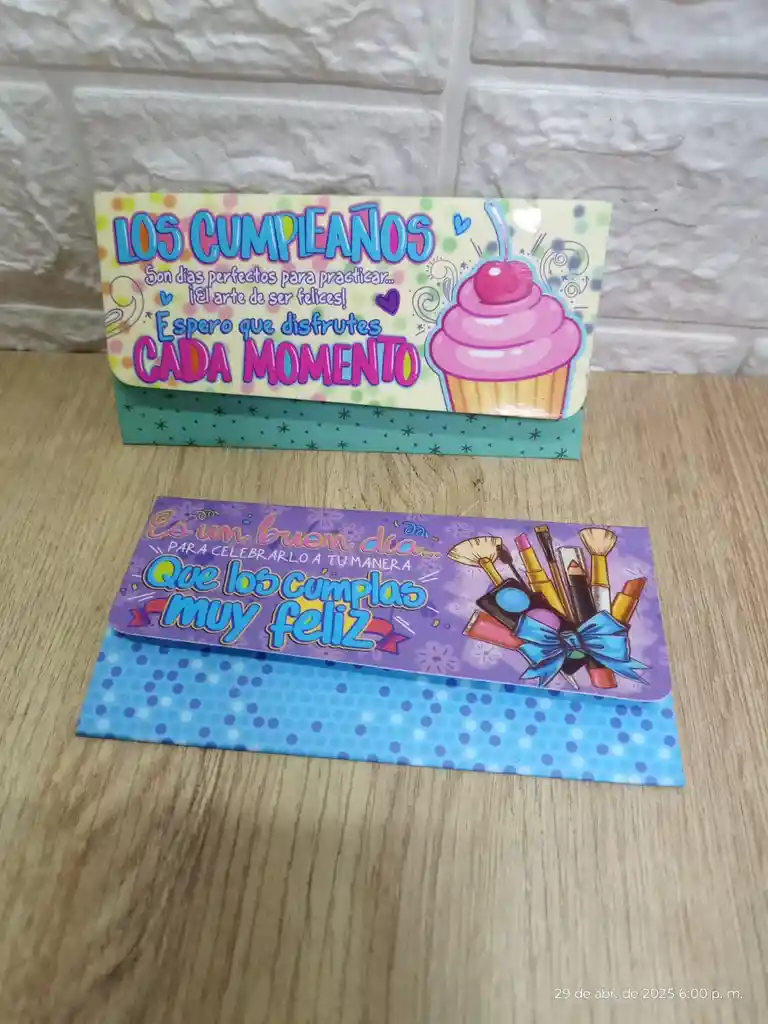 LOS CUMPLEAÑOS
Son días perfectos para practicar...
¡El arte de ser felices!
Espero que disfrutes
CADA MOMENTO
Es un buen día...
PARA CELEBRARLO A TU MANERA
Que los cumplas
muy feliz
29 de abr. de 2025 6:00 p. m.